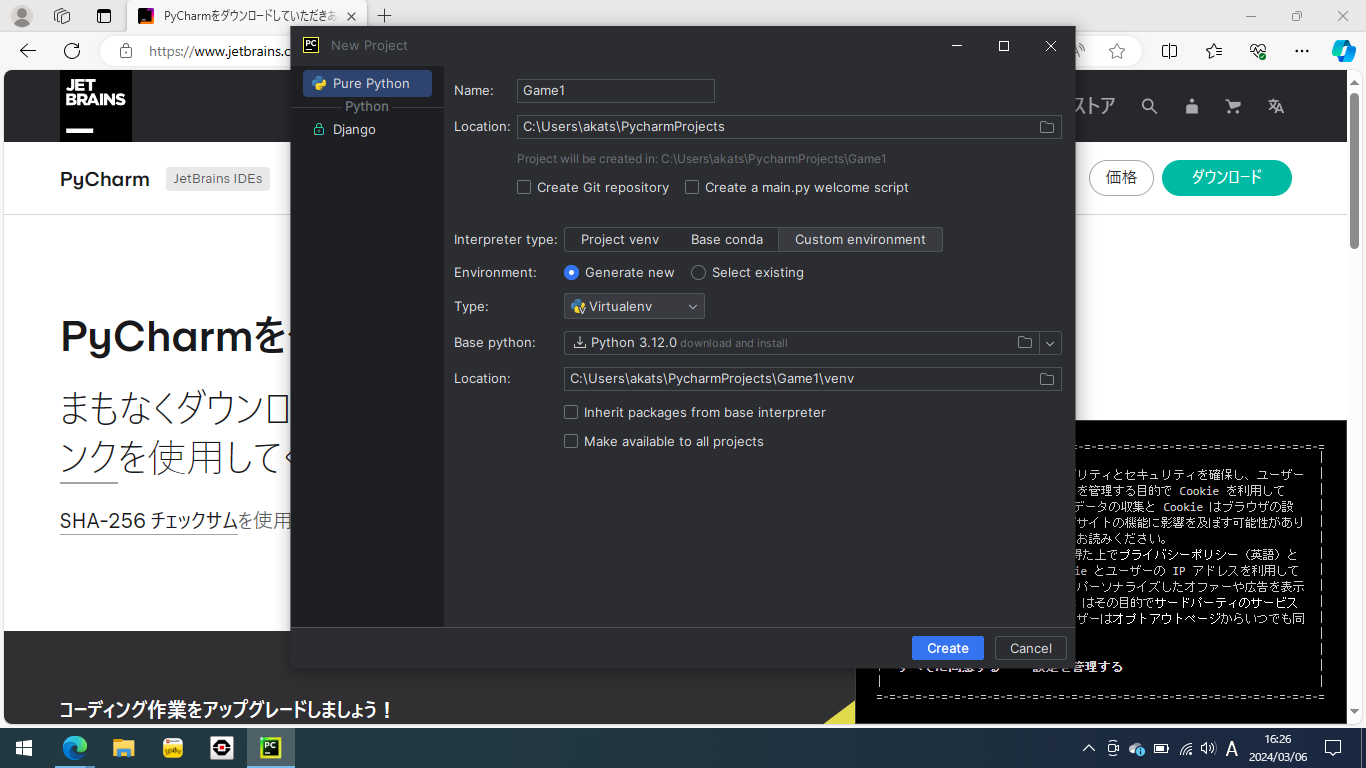 PyCharmをダウンロードしていただきあ
https://www.jetbrains.c
JET
BRAINS
ストア
PyCharm
JetBrains IDEs
価格
ダウンロード
PyCharmを
まもなくダウンロ
ンクを使用してく
SHA-256 チェックサムを使用
コーディング作業をアップグレードしましょう！
PC
New Project
Pure Python
Python
Django
Name:
Game1
Location:
C:\Users\akats\PycharmProjects
Project will be created in: C:\Users\akats\PycharmProjects\Game1
Create Git repository
Create a main.py welcome script
Interpreter type:
Project venv
Base conda
Custom environment
Environment:
Generate new
Select existing
Type:
Virtualenv
Base python:
Python 3.12.0 download and install
Location:
C:\Users\akats\PycharmProjects\Game1\venv
Inherit packages from base interpreter
Make available to all projects
Create
Cancel
リティとセキュリティを確保し、ユーザー
を管理する目的で Cookie を利用して
データの収集と Cookie はブラウザの設
サイトの機能に影響を及ぼす可能性があり
お読みください。
得た上でプライバシーポリシー（英語）と
ie とユーザーの IP アドレスを利用して
パーソナライズしたオファーや広告を表示
はその目的でサードパーティのサービス
ザーはオプトアウトページからいつでも同
すべてに同意する
設定を管理する
PC
A
16:26
2024/03/06